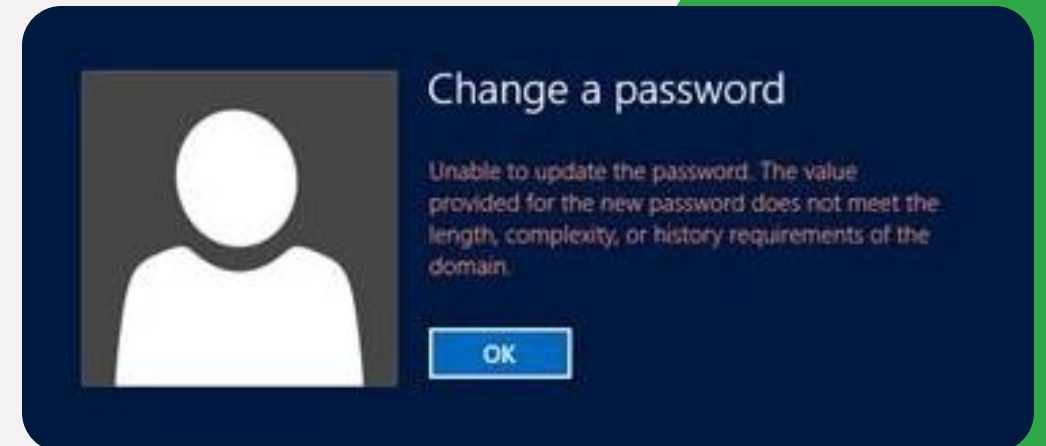 Change a password
Unable to update the password. The value
provided for the new password does not meet the
length, complexity, or history requirements of the
domain.
OK